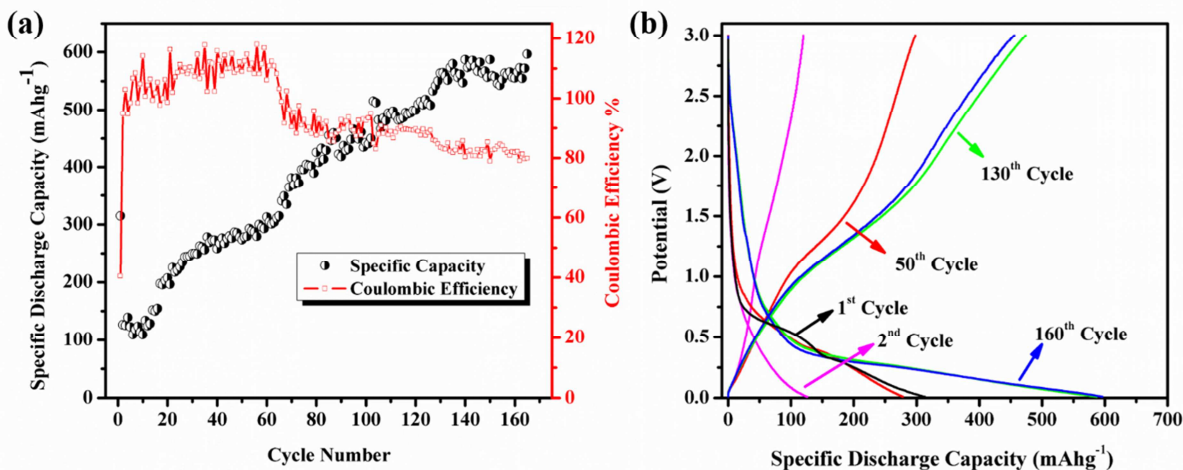 (a)
600
500
400
300
200
100
0
0
20
40
60
80
100
120
140
160
Specific Discharge Capacity (mAhg⁻¹)
Cycle Number
120
100
80
60
40
20
0
Coulombic Efficiency %
Specific Capacity
Coulombic Efficiency
(b)
3.0
2.5
2.0
1.5
1.0
0.5
0.0
Potential (V)
130th Cycle
50th Cycle
1st Cycle
2nd Cycle
160th Cycle
0
100
200
300
400
500
600
700
Specific Discharge Capacity (mAhg⁻¹)